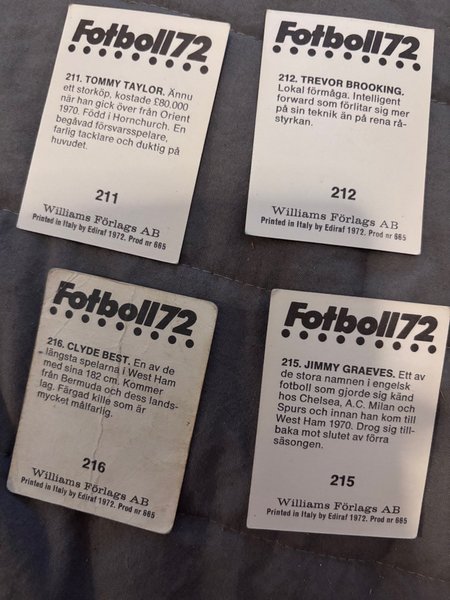 Fotboll72
211. TOMMY TAYLOR. Ännu
ett storköp, kostade £80.000
när han gick över från Orient
1970. Född i Hornchurch. En
begåvad försvarsspelare,
farlig tacklare och duktig på
huvudet.
211
Williams Förlags AB
Printed in Italy by Ediraf 1972. Prod nr 665
Fotboll72
212. TREVOR BROOKING.
Lokal förmåga. Intelligent
forward som förlitar sig mer
på sin teknik än på rena rå-
styrkan.
212
Williams Förlags AB
Printed in Italy by Ediraf 1972. Prod nr 665
Fotboll72
216. CLYDE BEST. En av de
längsta spelarna i West Ham
med sina 182 cm. Kommer
från Bermuda och dess lands-
lag. Färgad kille som är
mycket målfarlig.
216
Williams Förlags AB
Printed in Italy by Ediraf 1972. Prod nr 665
Fotboll72
215. JIMMY GRAEVES. Ett av
de stora namnen i engelsk
fotboll som gjorde sig känd
hos Chelsea, A.C. Milan och
Spurs och innan han kom till
West Ham 1970. Drog sig till-
baka mot slutet av förra
säsongen.
215
Williams Förlags AB
Printed in Italy by Ediraf 1972. Prod nr 665